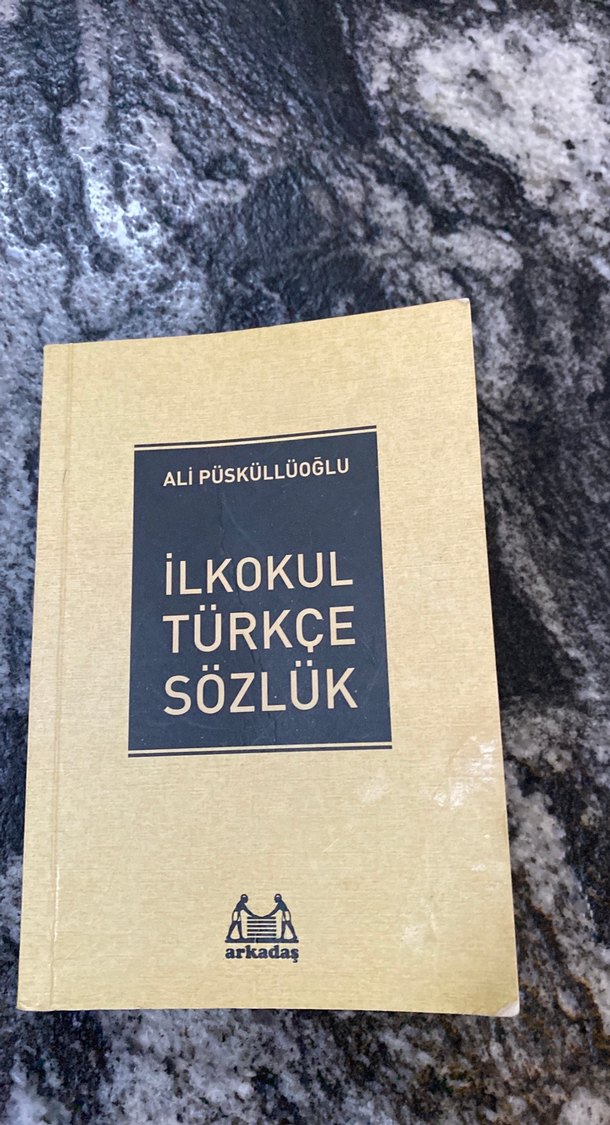 ALİ PÜSKÜLLÜOĞLU
İLKOKUL
TÜRKÇE
SÖZLÜK
arkadaş